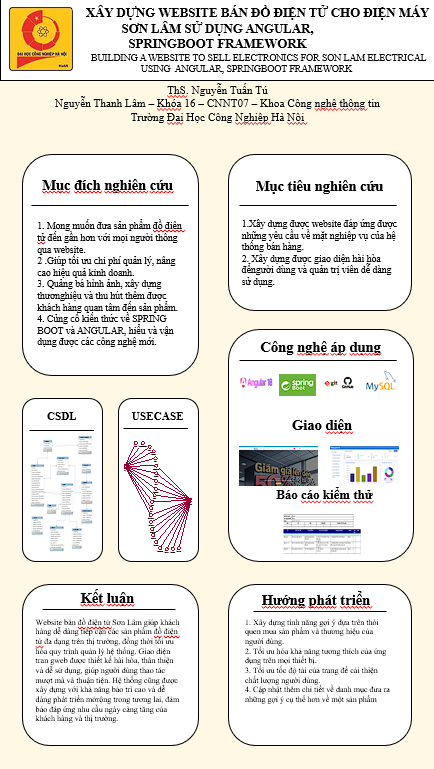 XÂY DỰNG WEBSITE BÁN ĐỒ ĐIỆN TỬ CHO ĐIỆN MÁY
SƠN LÂM SỬ DỤNG ANGULAR,
SPRINGBOOT FRAMEWORK
BUILDING A WEBSITE TO SELL ELECTRONICS FOR SON LAM ELECTRICAL
USING ANGULAR, SPRINGBOOT FRAMEWORK
ĐẠI HỌC CÔNG NGHIỆP HÀ NỘI
HaUI
ThS. Nguyễn Tuấn Tú
Nguyễn Thanh Lâm – Khóa 16 – CNNT07 – Khoa Công nghệ thông tin
Trường Đại Học Công Nghiệp Hà Nội
Mục đích nghiên cứu
1. Mong muốn đưa sản phẩm đồ điện
tử đến gần hơn với mọi người thông
qua website.
2 .Giúp tối ưu chi phí quản lý, nâng
cao hiệu quả kinh doanh.
3. Quảng bá hình ảnh, xây dựng
thươnghiệu và thu hút thêm được
khách hàng quan tâm đến sản phẩm.
4. Củng cố kiến thức về SPRING
BOOT và ANGULAR, hiểu và vận
dụng được các công nghệ mới.
Mục tiêu nghiên cứu
1.Xây dựng được website đáp ứng được
những yêu cầu về mặt nghiệp vụ của hệ
thống bán hàng.
2. Xây dựng được giao diện hài hòa
đếngười dùng và quản trị viên dễ dàng
sử dụng.
Công nghệ áp dụng
Angular 18
spring
Boot
git
GitHub
MySQL
Giao diện
Giảm giá lên đến
Báo cáo kiểm thử
CSDL
USECASE
Kết luận
Website bán đồ điện tử Sơn Lâm giúp khách
hàng dễ dàng tiếp cận các sản phẩm đồ điện
tử đa dạng trên thị trường, đồng thời tối ưu
hóa quy trình quản lý hệ thống. Giao diện
tran gweb được thiết kế hài hòa, thân thiện
và dễ sử dụng, giúp người dùng thao tác
mượt mà và thuận tiện. Hệ thống cũng được
xây dựng với khả năng bảo trì cao và dễ
dàng phát triển mởrộng trong tương lai, đảm
bảo đáp ứng nhu cầu ngày càng tăng của
khách hàng và thị trường.
Hướng phát triển
1. Xây dựng tính năng gợi ý dựa trên thói
quen mua sản phẩm và thương hiệu của
người dùng.
2. Tối ưu hóa khả năng tương thích của ứng
dụng trên mọi thiết bị.
3. Tối ưu tốc độ tải của trang để cải thiện
chất lượng người dùng.
4. Cập nhật thêm chi tiết về danh mục đưa ra
những gợi ý cụ thể hơn về một sản phẩm